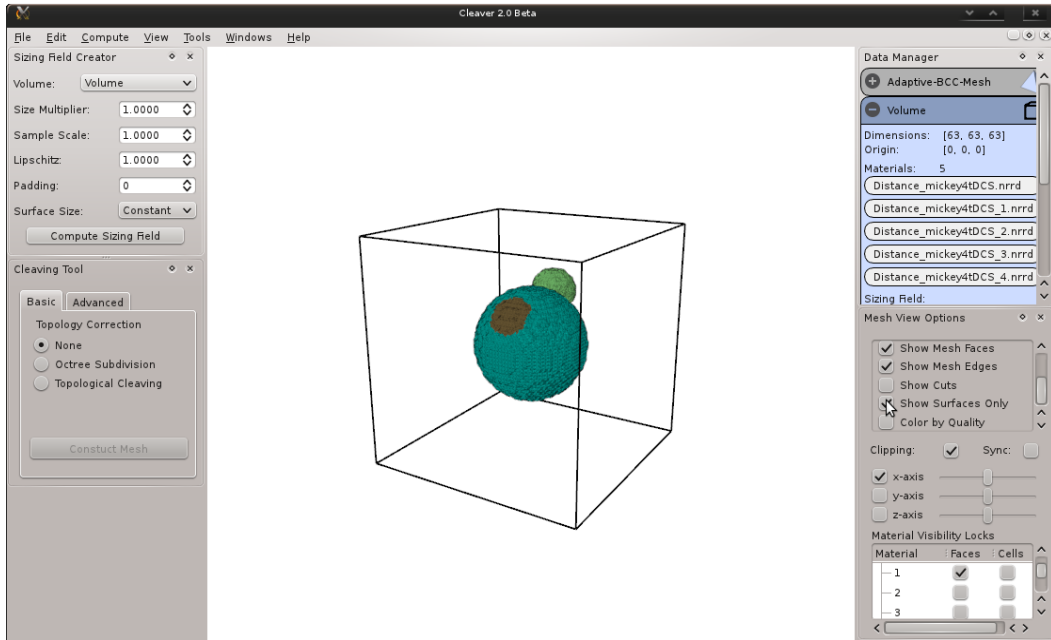 Cleaver 2.0 Beta
File Edit Compute View Tools Windows Help
Sizing Field Creator
Volume: Volume
Size Multiplier: 1.0000
Sample Scale: 1.0000
Lipschitz: 1.0000
Padding: 0
Surface Size: Constant
Compute Sizing Field
Cleaving Tool
Basic Advanced
Topology Correction
None
Octree Subdivision
Topological Cleaving
Constuct Mesh
Data Manager
Adaptive-BCC-Mesh
Volume
Dimensions: [63, 63, 63]
Origin: [0, 0, 0]
Materials: 5
Distance_mickey4tDCS.nrrd
Distance_mickey4tDCS_1.nrrd
Distance_mickey4tDCS_2.nrrd
Distance_mickey4tDCS_3.nrrd
Distance_mickey4tDCS_4.nrrd
Sizing Field:
Mesh View Options
Show Mesh Faces
Show Mesh Edges
Show Cuts
Show Surfaces Only
Color by Quality
Clipping: Sync:
x-axis
y-axis
z-axis
Material Visibility Locks
Material Faces Cells
1
2
3